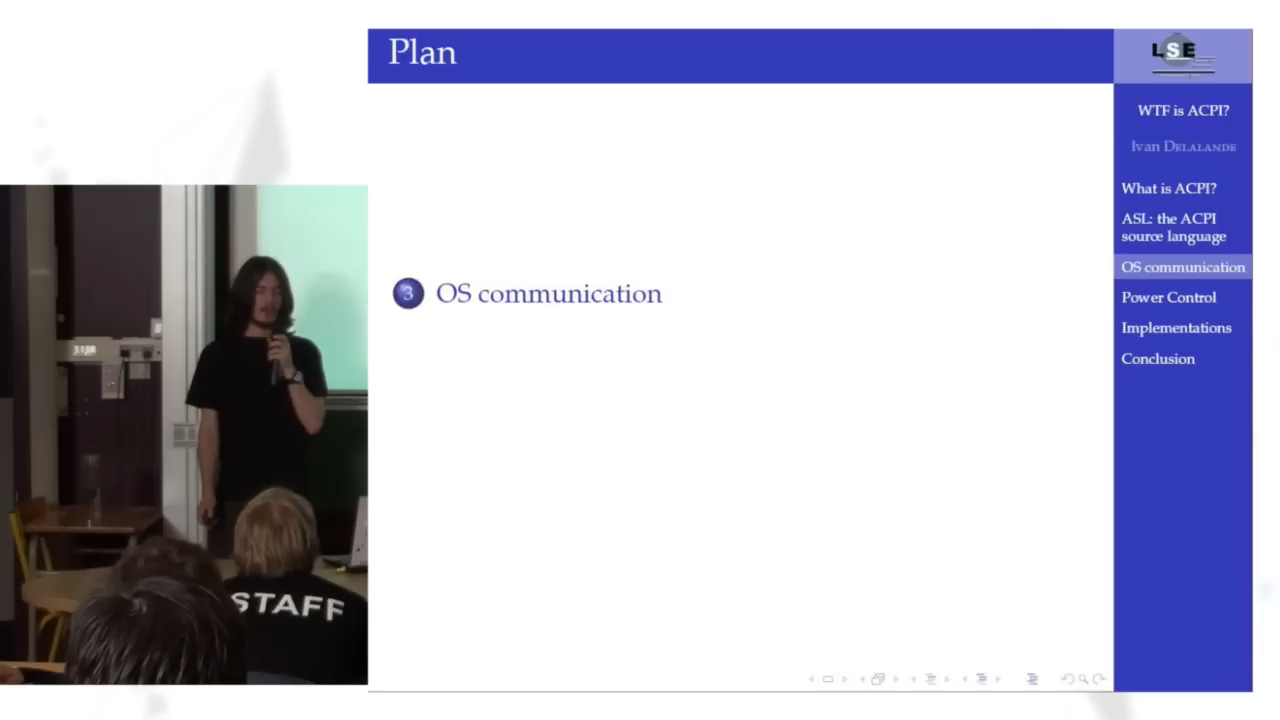 Plan
LSE
WTF is ACPI?
Ivan DELALANDE
What is ACPI?
ASL: the ACPI
source language
OS communication
Power Control
Implementations
Conclusion
3 OS communication
STAFF